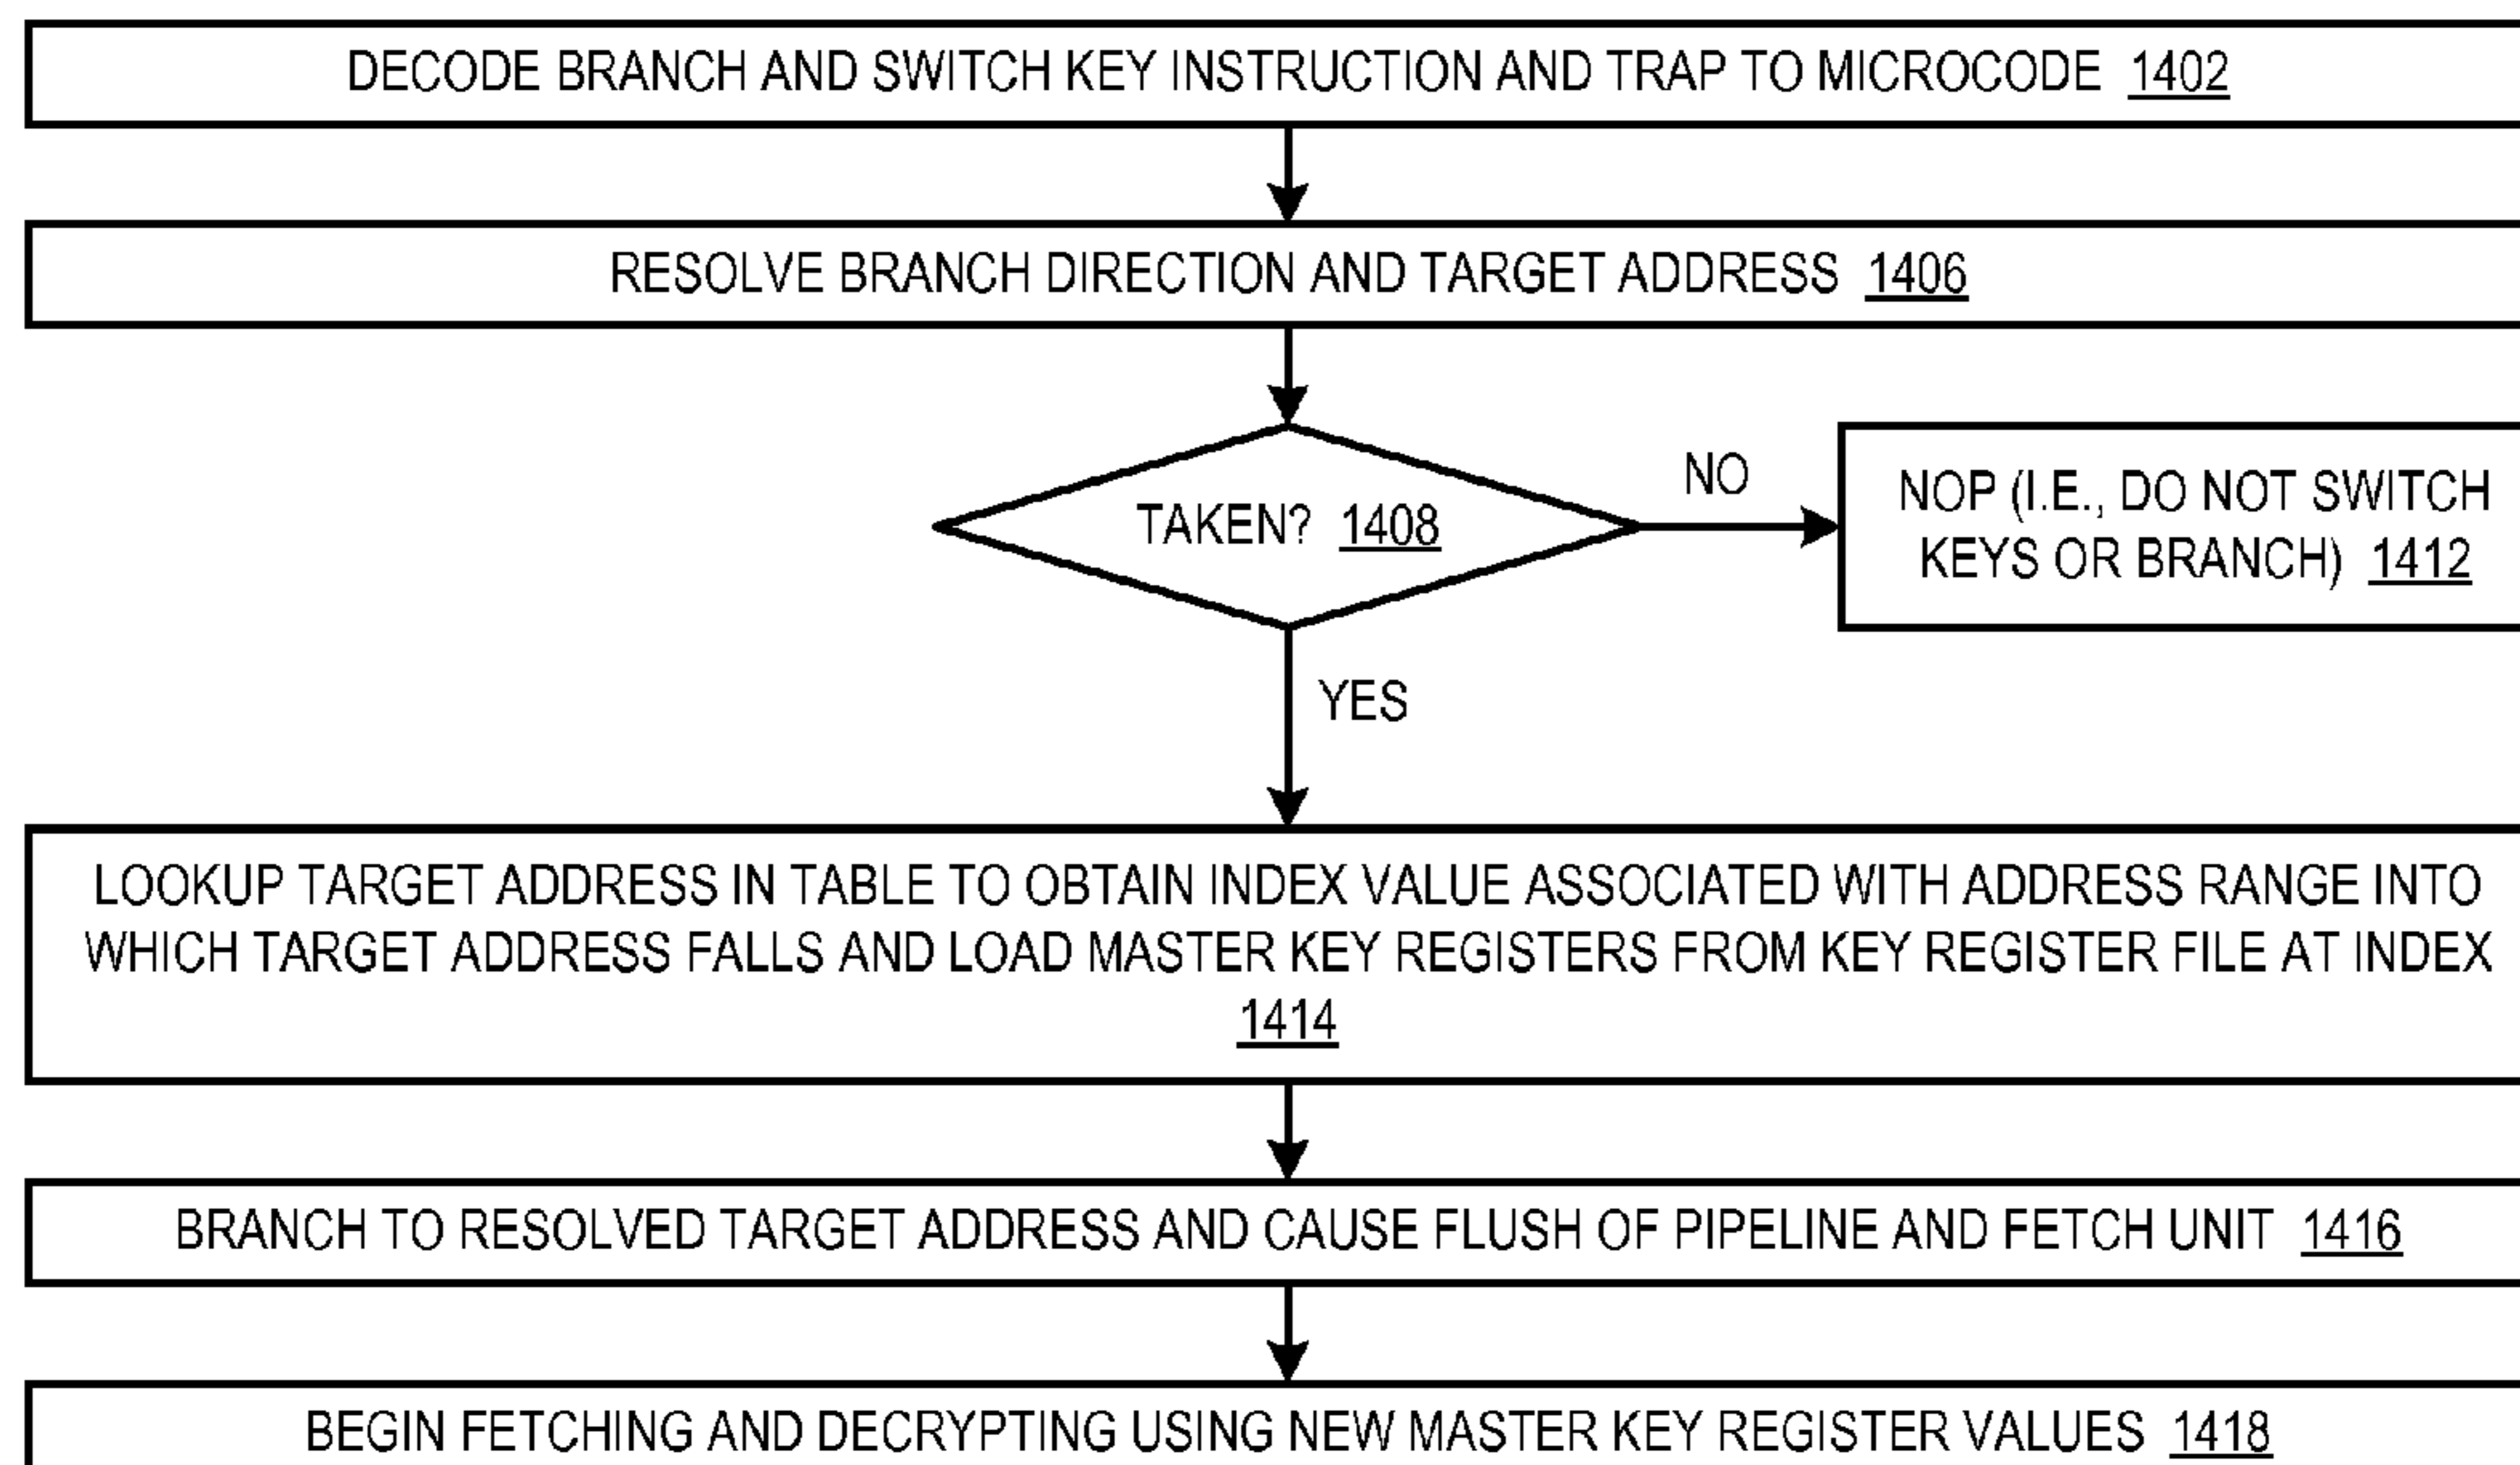 DECODE BRANCH AND SWITCH KEY INSTRUCTION AND TRAP TO MICROCODE 1402
RESOLVE BRANCH DIRECTION AND TARGET ADDRESS 1406
TAKEN? 1408
NO
NOP (I.E., DO NOT SWITCH
KEYS OR BRANCH) 1412
YES
LOOKUP TARGET ADDRESS IN TABLE TO OBTAIN INDEX VALUE ASSOCIATED WITH ADDRESS RANGE INTO
WHICH TARGET ADDRESS FALLS AND LOAD MASTER KEY REGISTERS FROM KEY REGISTER FILE AT INDEX
1414
BRANCH TO RESOLVED TARGET ADDRESS AND CAUSE FLUSH OF PIPELINE AND FETCH UNIT 1416
BEGIN FETCHING AND DECRYPTING USING NEW MASTER KEY REGISTER VALUES 1418